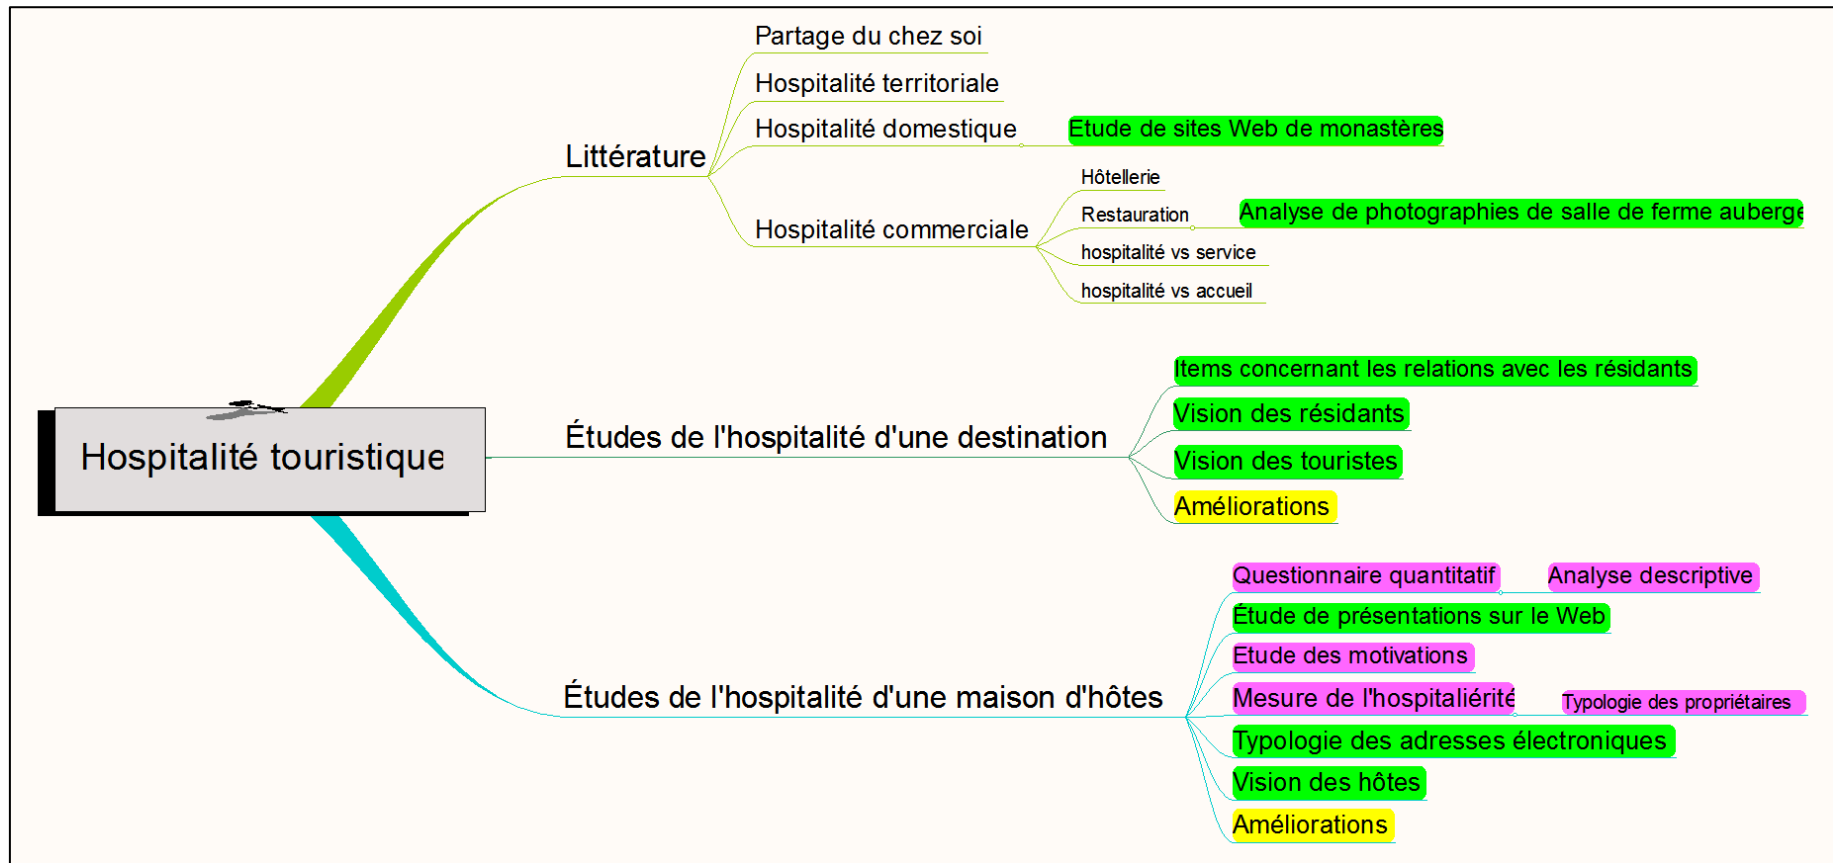 Partage du chez soi
Hospitalité territoriale
Hospitalité domestique
Etude de sites Web de monastères
Littérature
Hôtellerie
Restauration
Analyse de photographies de salle de ferme auberge
Hospitalité commerciale
hospitalité vs service
hospitalité vs accueil
Items concernant les relations avec les résidants
Vision des résidants
Hospitalité touristique
Études de l'hospitalité d'une destination
Vision des touristes
Améliorations
Questionnaire quantitatif
Analyse descriptive
Étude de présentations sur le Web
Etude des motivations
Études de l'hospitalité d'une maison d'hôtes
Mesure de l'hospitaliérité
Typologie des propriétaires
Typologie des adresses électroniques
Vision des hôtes
Améliorations